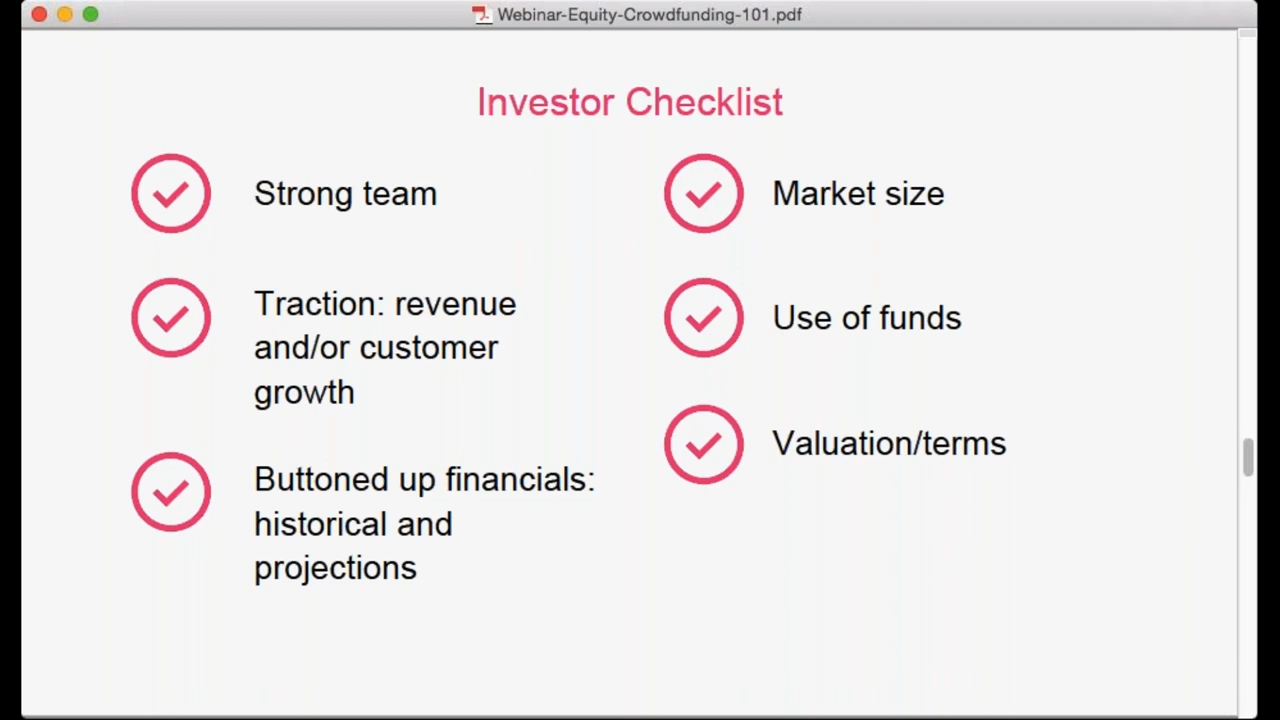 Webinar-Equity-Crowdfunding-101.pdf
Investor Checklist
Strong team
Traction: revenue
and/or customer
growth
Buttoned up financials:
historical and
projections
Market size
Use of funds
Valuation/terms